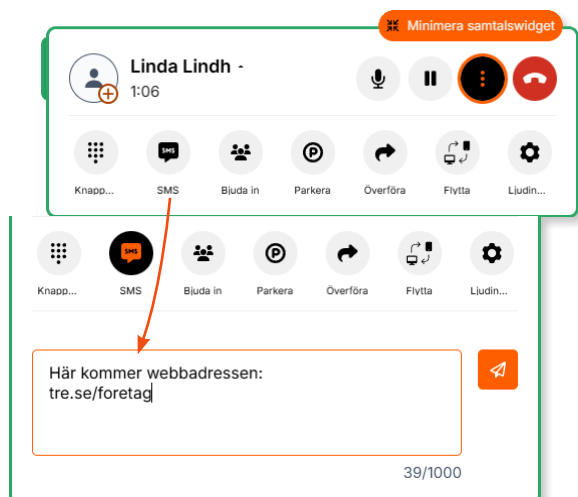 Minimera samtalswidget
Linda Lindh
1:06
SMS
Knapp... SMS Bjuda in Parkera Överföra Flytta Ljudin...
SMS
Knapp... SMS Bjuda in Parkera Överföra Flytta Ljudin...
Här kommer webbadressen:
tre.se/foretag
39/1000